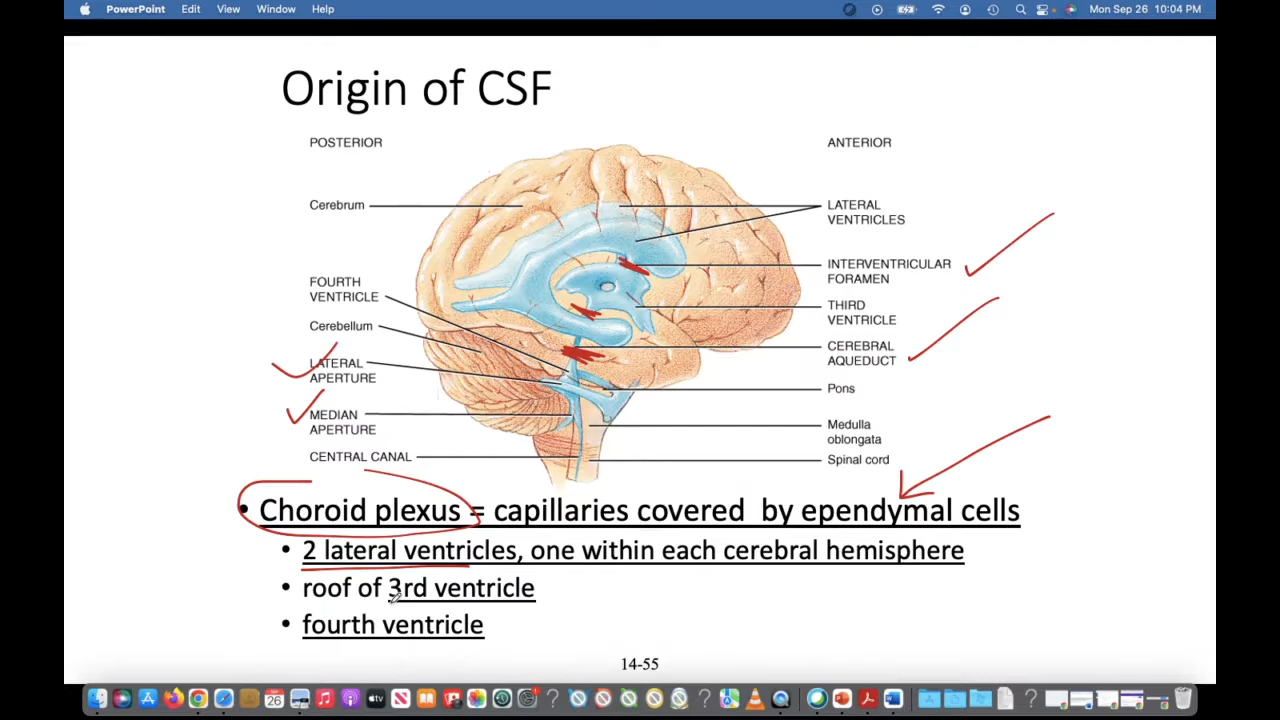 PowerPoint Edit View Window Help Mon Sep 26 10:04 PM
Origin of CSF
POSTERIOR
ANTERIOR
Cerebrum
LATERAL
VENTRICLES
INTERVENTRICULAR
FORAMEN
FOURTH
VENTRICLE
THIRD
VENTRICLE
Cerebellum
CEREBRAL
AQUEDUCT
LATERAL
APERTURE
Pons
MEDIAN
APERTURE
Medulla
oblongata
CENTRAL CANAL
Spinal cord
• Choroid plexus = capillaries covered by ependymal cells
• 2 lateral ventricles, one within each cerebral hemisphere
• roof of 3rd ventricle
• fourth ventricle
14-55